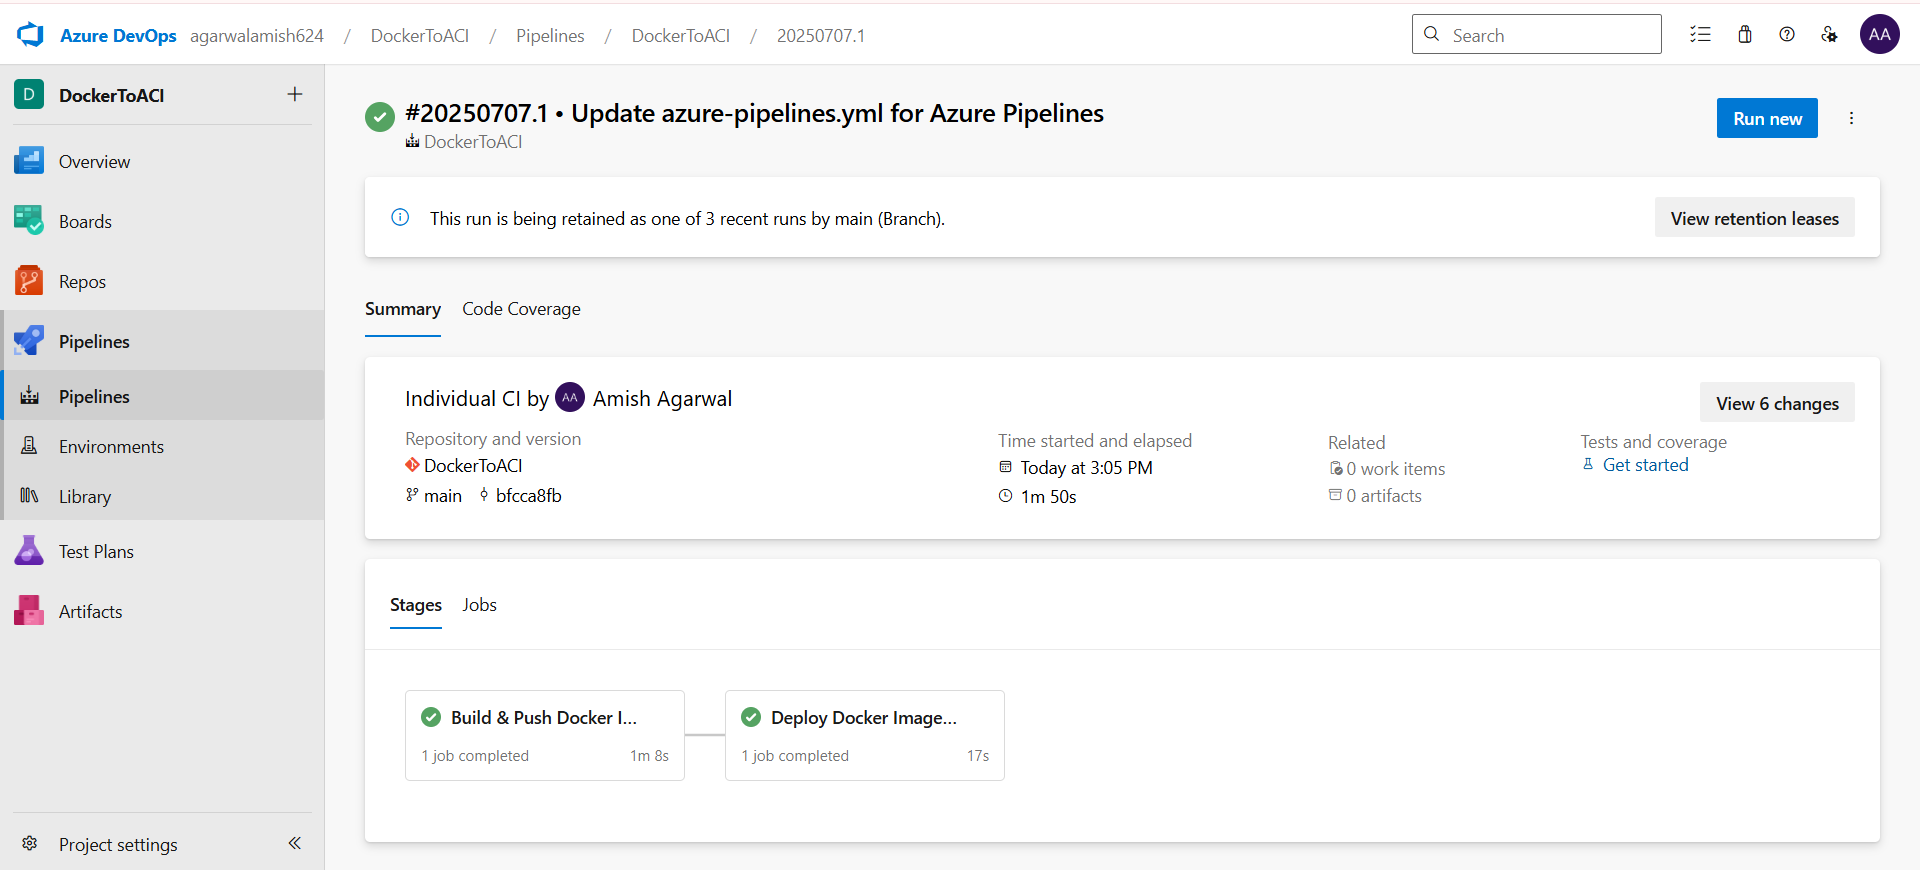 Azure DevOps agarwalamish624 / DockerToACI / Pipelines / DockerToACI / 20250707.1
Search
AA
D DockerToACI
Overview
Boards
Repos
Pipelines
Pipelines
Environments
Library
Test Plans
Artifacts
Project settings
#20250707.1 • Update azure-pipelines.yml for Azure Pipelines
DockerToACI
Run new
This run is being retained as one of 3 recent runs by main (Branch).
View retention leases
Summary Code Coverage
Individual CI by AA Amish Agarwal
View 6 changes
Repository and version
DockerToACI
main bfcca8fb
Time started and elapsed
Today at 3:05 PM
1m 50s
Related
0 work items
0 artifacts
Tests and coverage
Get started
Stages Jobs
Build & Push Docker I...
1 job completed 1m 8s
Deploy Docker Image...
1 job completed 17s